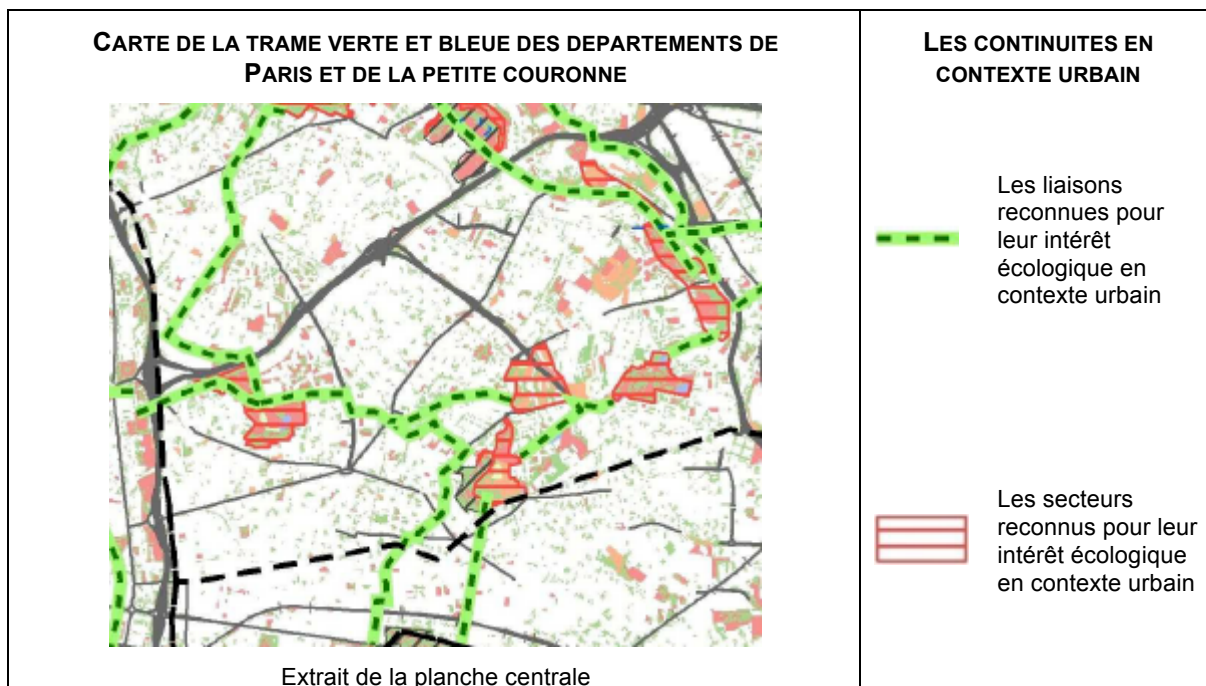 CARTE DE LA TRAME VERTE ET BLEUE DES DEPARTEMENTS DE
PARIS ET DE LA PETITE COURONNE
Extrait de la planche centrale
LES CONTINUITES EN
CONTEXTE URBAIN
Les liaisons
reconnues pour
leur intérêt
écologique en
contexte urbain
Les secteurs
reconnus pour leur
intérêt écologique
en contexte urbain